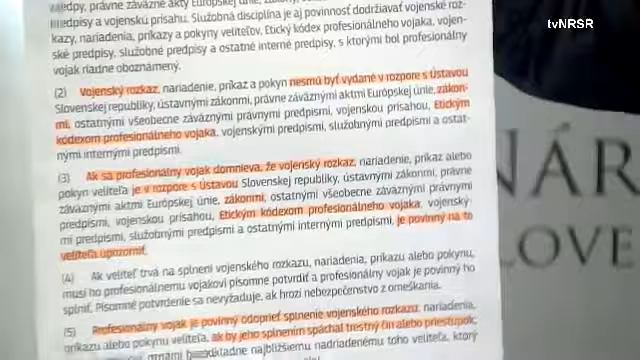 predpisy, právne záväzné akty Európskej únie,
predpisy a vojenskú prísahu. Služobná disciplína je aj povinnosť dodržiavať vojenské roz-
kazy, nariadenia, príkazy a pokyny veliteľov, Etický kódex profesionálneho vojaka, vojen-
ské predpisy, služobné predpisy a ostatné interné predpisy, s ktorými bol profesionálny
vojak riadne oboznámený.
(2) Vojenský rozkaz, nariadenie, príkaz a pokyn nesmú byť vydané v rozpore s Ústavou
Slovenskej republiky, ústavnými zákonmi, právne záväznými aktmi Európskej únie, zákon-
mi, ostatnými všeobecne záväznými právnymi predpismi, vojenskou prísahou, Etickým
kódexom profesionálneho vojaka, vojenskými predpismi, služobnými predpismi a ostat-
nými internými predpismi.
(3) Ak sa profesionálny vojak domnieva, že vojenský rozkaz, nariadenie, príkaz alebo
pokyn veliteľa je v rozpore s Ústavou Slovenskej republiky, ústavnými zákonmi, právne
záväznými aktmi Európskej únie, zákonmi, ostatnými všeobecne záväznými právnymi
predpismi, vojenskou prísahou, Etickým kódexom profesionálneho vojaka, vojenský-
mi predpismi, služobnými predpismi a ostatnými internými predpismi, je povinný na to
veliteľa upozorniť.
(4) Ak veliteľ trvá na splnení vojenského rozkazu, nariadenia, príkazu alebo pokynu,
musí ho profesionálnemu vojakovi písomne potvrdiť a profesionálny vojak je povinný ho
splniť. Písomné potvrdenie sa nevyžaduje, ak hrozí nebezpečenstvo z omeškania.
(5) Profesionálny vojak je povinný odoprieť splnenie vojenského rozkazu, nariadenia,
príkazu alebo pokynu veliteľa, ak by jeho splnením spáchal trestný čin alebo priestupok;
bezodkladne najbližšiemu nadriadenému toho veliteľa, ktorý
tvNRSR
NÁR
LOVE